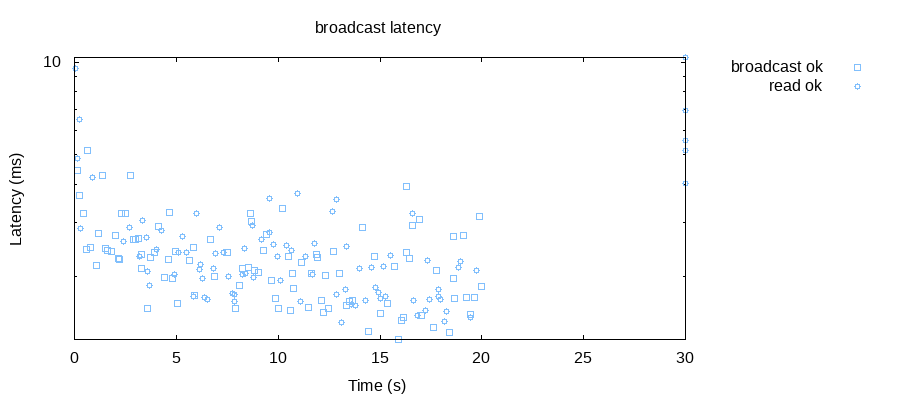 broadcast latency
10
broadcast ok
read ok
Latency (ms)
0 5 10 15 20 25 30
Time (s)